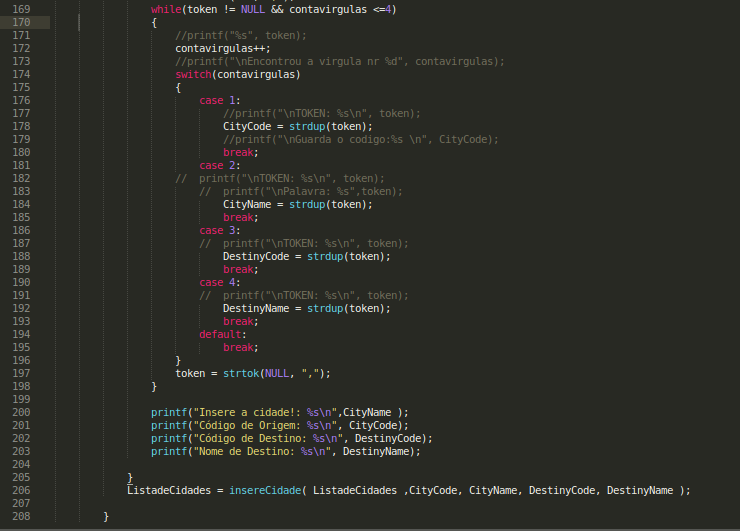 169 while(token != NULL && contavirgulas <=4)
170 {
171 //printf("%s", token);
172 contavirgulas++;
173 //printf("\nEncontrou a virgula nr %d", contavirgulas);
174 switch(contavirgulas)
175 {
176 case 1:
177 //printf("\nTOKEN: %s\n", token);
178 CityCode = strdup(token);
179 //printf("\nGuarda o codigo:%s \n", CityCode);
180 break;
181 case 2:
182 // printf("\nTOKEN: %s\n", token);
183 // printf("\nPalavra: %s",token);
184 CityName = strdup(token);
185 break;
186 case 3:
187 // printf("\nTOKEN: %s\n", token);
188 DestinyCode = strdup(token);
189 break;
190 case 4:
191 // printf("\nTOKEN: %s\n", token);
192 DestinyName = strdup(token);
193 break;
194 default:
195 break;
196 }
197 token = strtok(NULL, ",");
198 }
199
200 printf("Insere a cidade!: %s\n",CityName );
201 printf("Código de Origem: %s\n", CityCode);
202 printf("Código de Destino: %s\n", DestinyCode);
203 printf("Nome de Destino: %s\n", DestinyName);
204
205 }
206 ListadeCidades = insereCidade( ListadeCidades ,CityCode, CityName, DestinyCode, DestinyName );
207
208 }